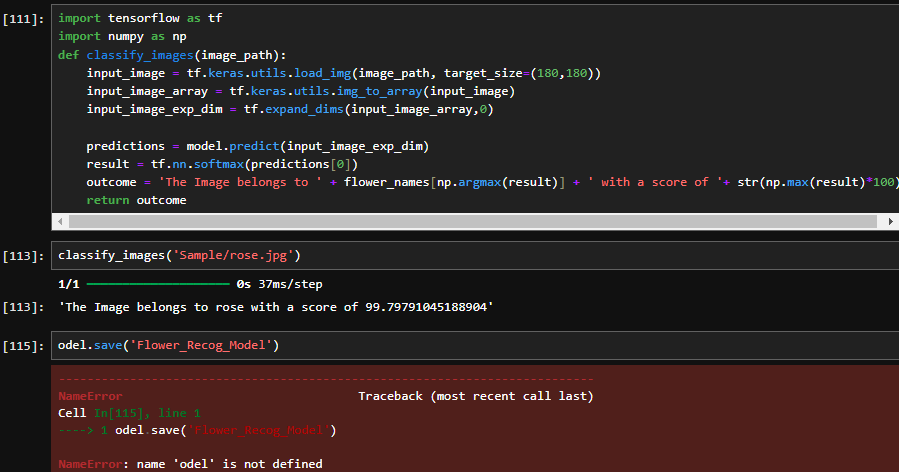 [111]: import tensorflow as tf
import numpy as np
def classify_images(image_path):
    input_image = tf.keras.utils.load_img(image_path, target_size=(180,180))
    input_image_array = tf.keras.utils.img_to_array(input_image)
    input_image_exp_dim = tf.expand_dims(input_image_array,0)

    predictions = model.predict(input_image_exp_dim)
    result = tf.nn.softmax(predictions[0])
    outcome = 'The Image belongs to ' + flower_names[np.argmax(result)] + ' with a score of '+ str(np.max(result)*100)
    return outcome
[113]: classify_images('Sample/rose.jpg')
1/1 ━━━━━━━━━━━━━━━━━━━━ 0s 37ms/step
[113]: 'The Image belongs to rose with a score of 99.79791045188904'
[115]: odel.save('Flower_Recog_Model')
---------------------------------------------------------------------------
NameError                                 Traceback (most recent call last)
Cell In[115], line 1
----> 1 odel.save('Flower_Recog_Model')

NameError: name 'odel' is not defined